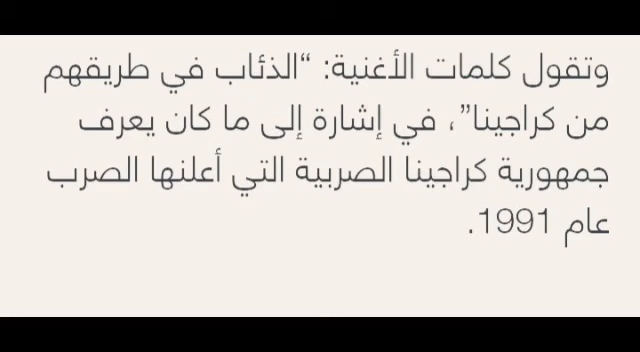 وتقول كلمات الأغنية: “الذئاب في طريقهم
من كراجينا”، في إشارة إلى ما كان يعرف
جمهورية كراجينا الصربية التي أعلنها الصرب
عام 1991.